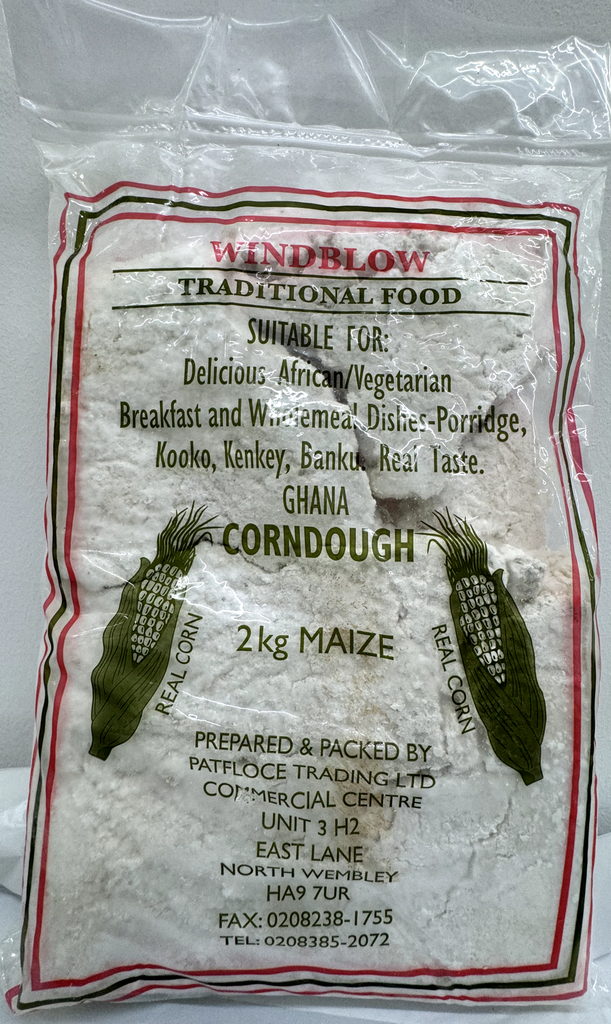 WINDBLOW
TRADITIONAL FOOD
SUITABLE FOR:
Delicious African/Vegetarian
Breakfast and Wholemeal Dishes-Porridge,
Kooko, Kenkey, Banku. Real Taste.
GHANA
CORNDOUGH
2kg MAIZE
REAL CORN
REAL CORN
PREPARED & PACKED BY
PATFLOCE TRADING LTD
COMMERCIAL CENTRE
UNIT 3 H2
EAST LANE
NORTH WEMBLEY
HA9 7UR
FAX: 0208238-1755
TEL: 0208385-2072